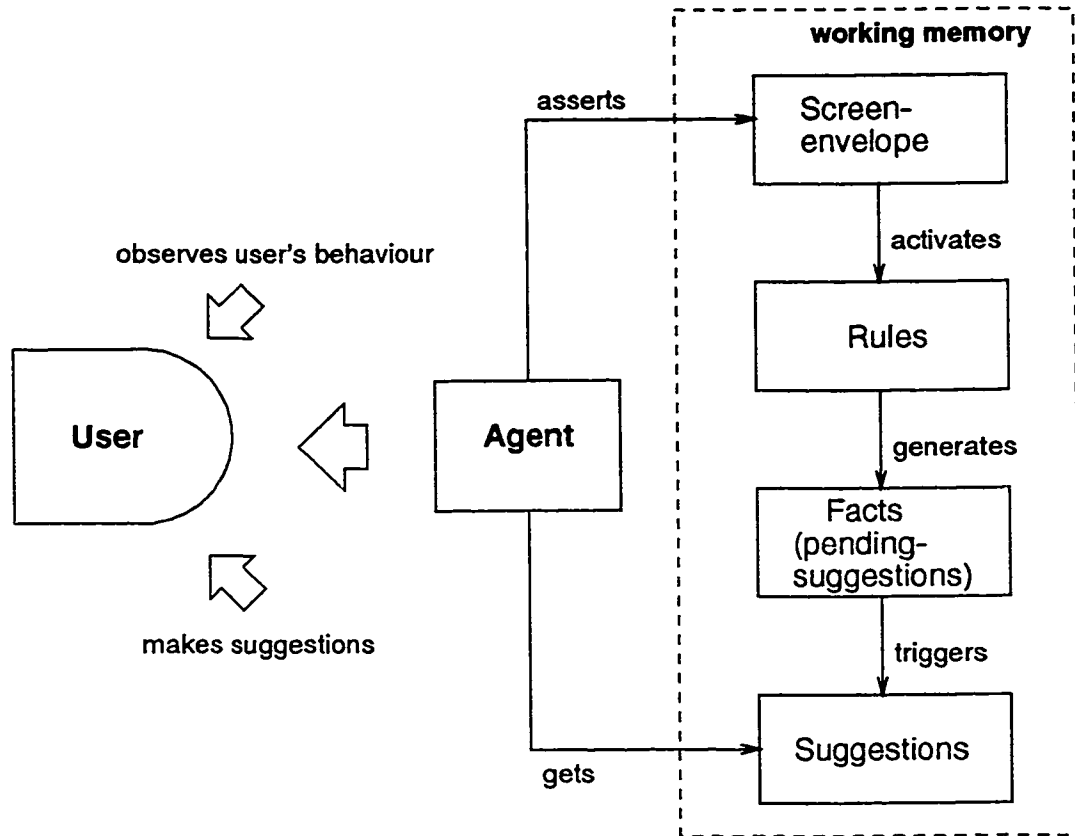 working memory
asserts
Screen-
envelope
observes user's behaviour
activates
Rules
User
Agent
generates
Facts
(pending-
suggestions)
makes suggestions
triggers
Suggestions
gets